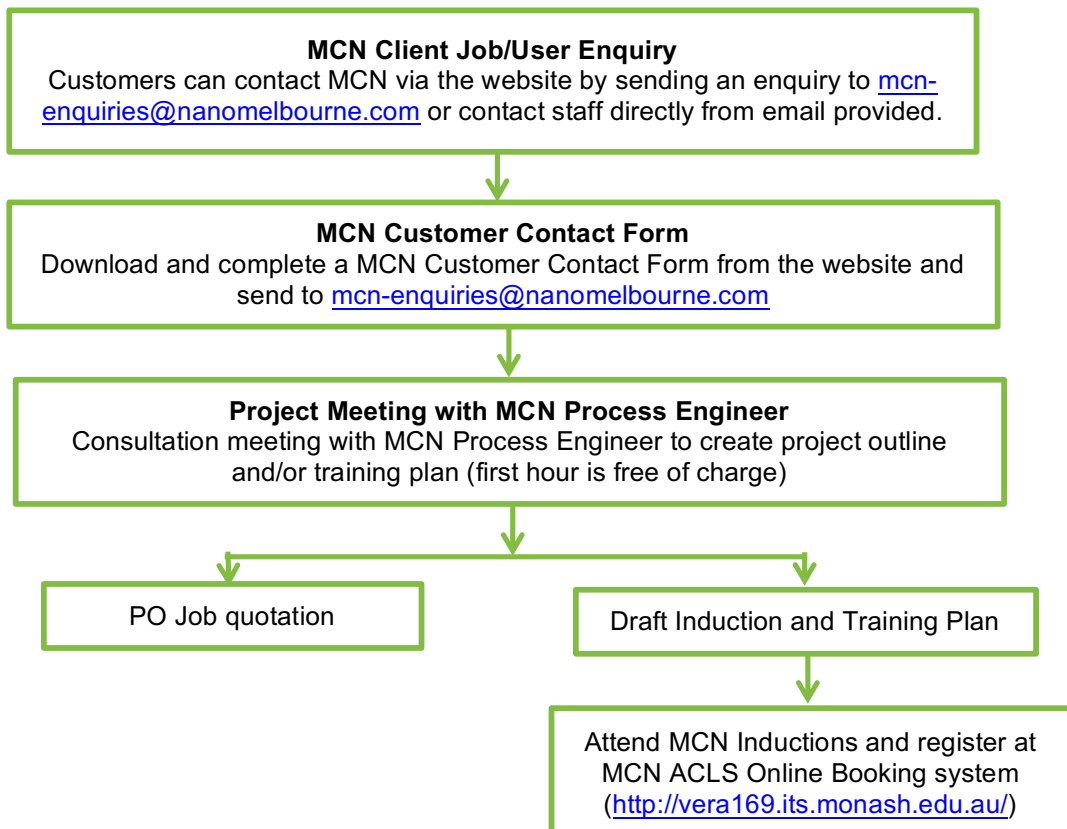 MCN Client Job/User Enquiry
Customers can contact MCN via the website by sending an enquiry to mcn-
enquiries@nanomelbourne.com or contact staff directly from email provided.
MCN Customer Contact Form
Download and complete a MCN Customer Contact Form from the website and
send to mcn-enquiries@nanomelbourne.com
Project Meeting with MCN Process Engineer
Consultation meeting with MCN Process Engineer to create project outline
and/or training plan (first hour is free of charge)
PO Job quotation
Draft Induction and Training Plan
Attend MCN Inductions and register at
MCN ACLS Online Booking system
(http://vera169.its.monash.edu.au/)